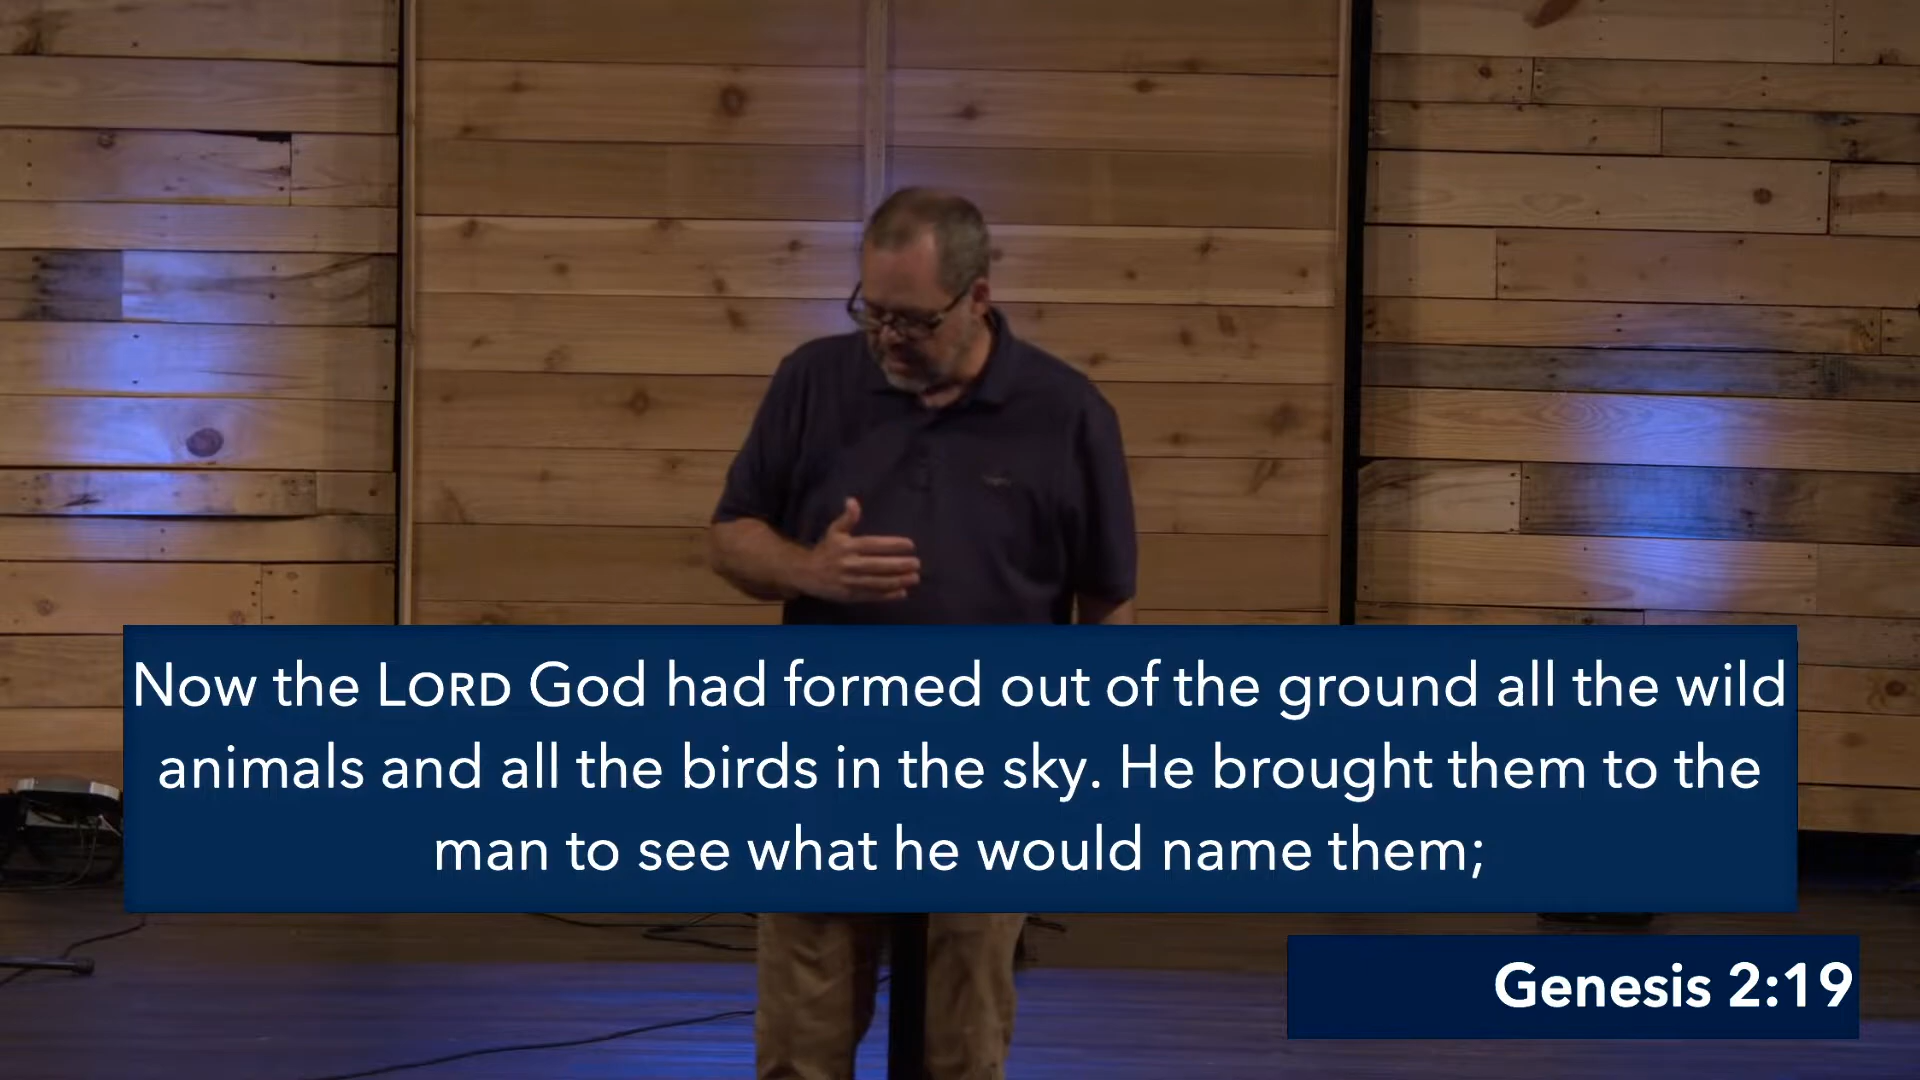 Now the LORD God had formed out of the ground all the wild
animals and all the birds in the sky. He brought them to the
man to see what he would name them;
Genesis 2:19